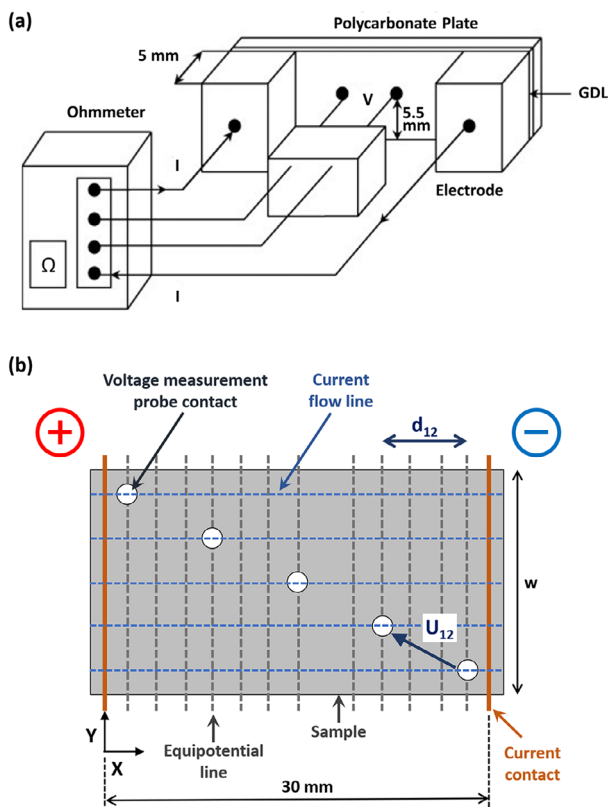 (a)
Polycarbonate Plate
5 mm
GDL
Ohmmeter
V
5.5
mm
I
Electrode
Ω
I
(b)
Voltage measurement
probe contact
Current
flow line
d12
+
−
w
U12
Y
X
Equipotential
line
Sample
Current
contact
30 mm